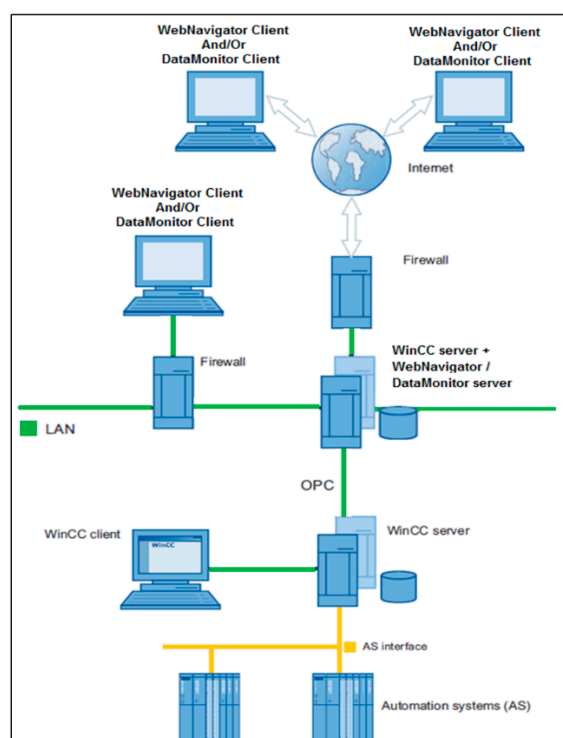 WebNavigator Client
And/Or
DataMonitor Client
WebNavigator Client
And/Or
DataMonitor Client
Internet
WebNavigator Client
And/Or
DataMonitor Client
Firewall
Firewall
WinCC server +
WebNavigator /
DataMonitor server
LAN
OPC
WinCC client
WinCC
WinCC server
AS interface
Automation systems (AS)